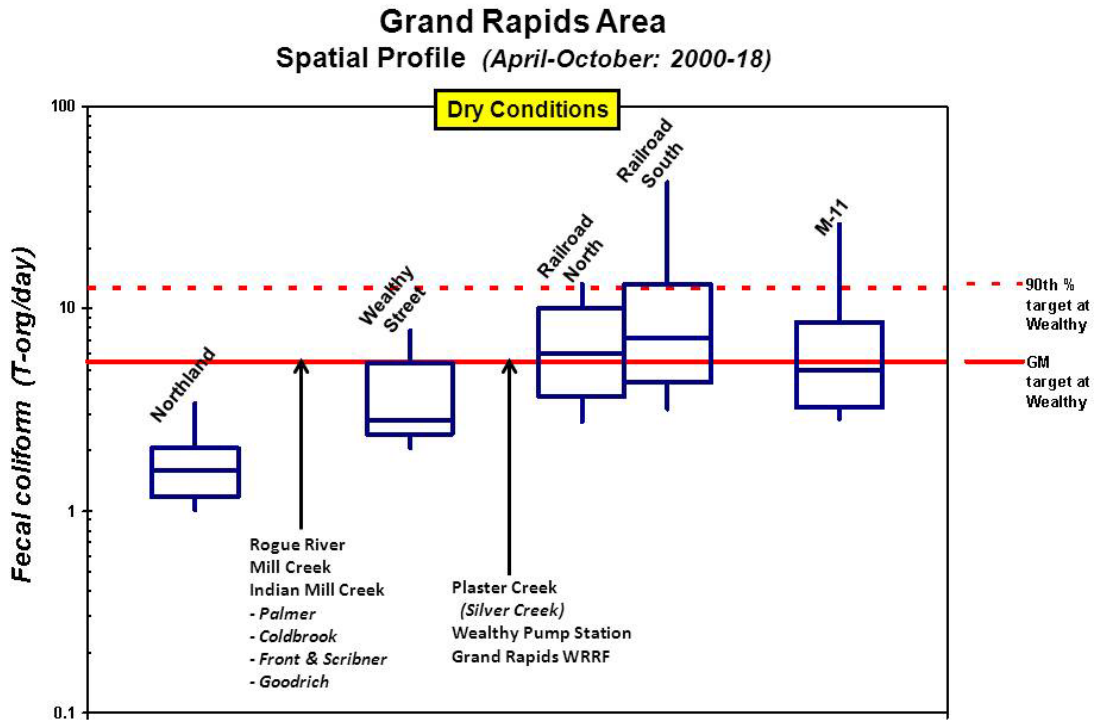 Grand Rapids Area
Spatial Profile (April-October: 2000-18)
Dry Conditions
Fecal coliform (T-org/day)
100
10
1
0.1
Northland
Wealthy
Street
Railroad
North
Railroad
South
M-11
90th %
target at
Wealthy
GM
target at
Wealthy
Rogue River
Mill Creek
Indian Mill Creek
- Palmer
- Coldbrook
- Front & Scribner
- Goodrich
Plaster Creek
(Silver Creek)
Wealthy Pump Station
Grand Rapids WRRF